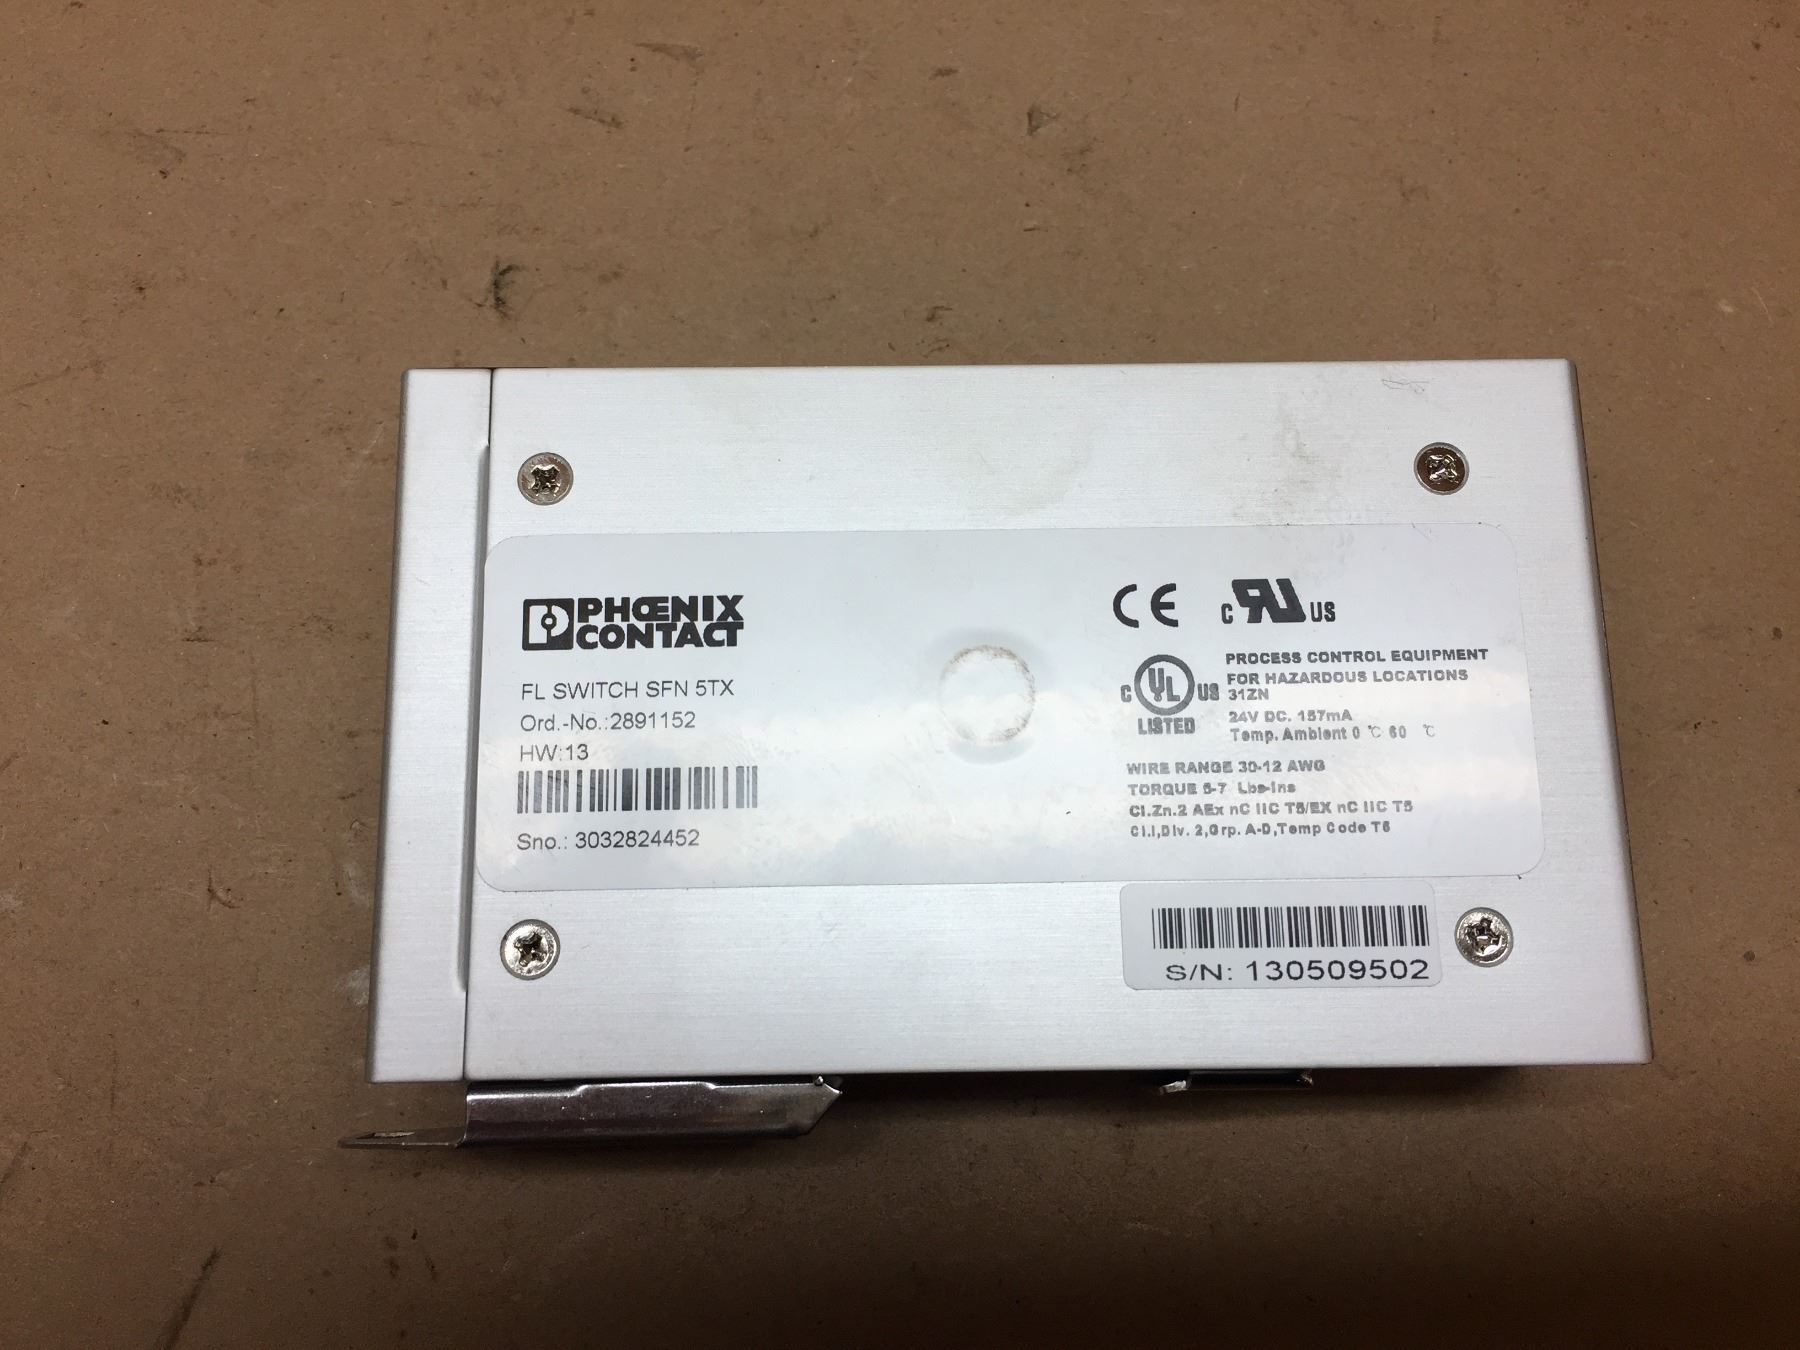 PHŒNIX
CONTACT
FL SWITCH SFN 5TX
Ord.-No.:2891152
HW:13
Sno.: 3032824452
CE
C RU US
C UL US
LISTED
PROCESS CONTROL EQUIPMENT
FOR HAZARDOUS LOCATIONS
31ZN
24V DC. 157mA
Temp. Ambient 0 ℃ 60 ℃
WIRE RANGE 30-12 AWG
TORQUE 5-7 Lbs-Ins
Cl.Zn.2 AEx nC IIC T5/EX nC IIC T5
Cl.I,Div. 2,Grp. A-D,Temp Code T5
S/N: 130509502